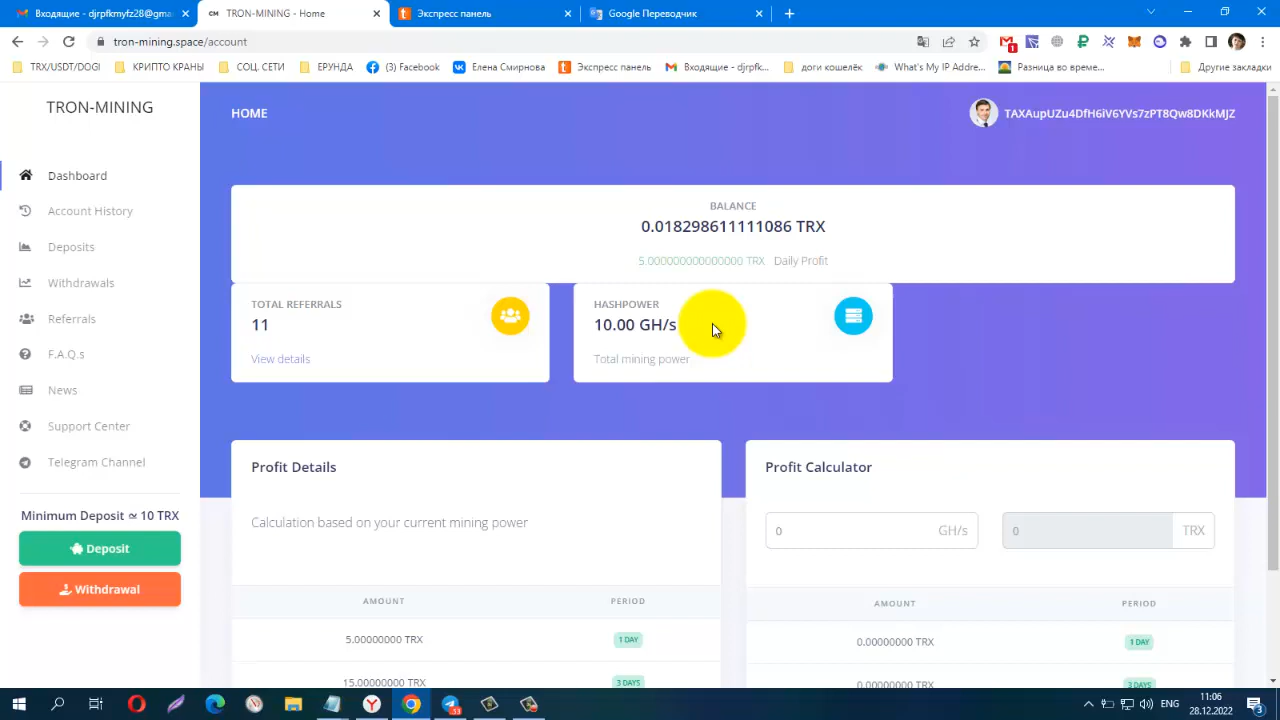 Входящие - djrpkmyfz28@gma
TRON-MINING - Home
Экспресс панель
Google Переводчик
tron-mining.space/account
TRX/USDT/DOGI
КРИПТО КРАНЫ
СОЦ. СЕТИ
ЕРУНДА
(3) Facebook
Елена Смирнова
Экспресс панель
Входящие - djrpfk...
доги кошелёк
What's My IP Addre...
Разница во време...
Другие закладки
TRON-MINING
HOME
TAXAupUZu4DfH6iV6YVs7zPT8Qw8DKkMJZ
Dashboard
Account History
Deposits
Withdrawals
Referrals
F.A.Q.s
News
Support Center
Telegram Channel
Minimum Deposit ≃ 10 TRX
Deposit
Withdrawal
BALANCE
0.018298611111086 TRX
5.000000000000000 TRX Daily Profit
TOTAL REFERRALS
11
View details
HASHPOWER
10.00 GH/s
Total mining power
Profit Details
Calculation based on your current mining power
AMOUNT PERIOD
5.00000000 TRX 1 DAY
15.00000000 TRX 3 DAYS
Profit Calculator
0 GH/s 0 TRX
AMOUNT PERIOD
0.00000000 TRX 1 DAY
0.00000000 TRX 3 DAYS
ENG
11:06
28.12.2022